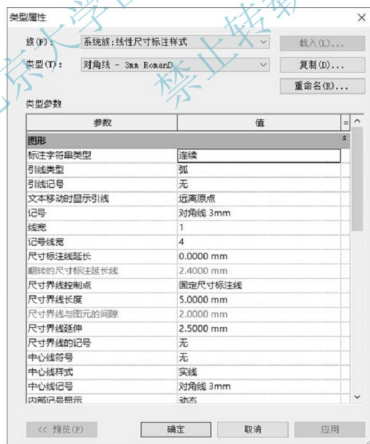 类型属性
族(F): 系统族:线性尺寸标注样式 载入(L)...
类型(T): 对角线 - 3mm RomanD 复制(D)...
重命名(R)...
类型参数
参数 值 =
图形
标注字符串类型 连续
引线类型 弧
引线记号 无
文本移动时显示引线 远离原点
记号 对角线 3mm
线宽 1
记号线宽 4
尺寸标注线延长 0.0000 mm
翻转的尺寸标注延长线 2.4000 mm
尺寸界线控制点 固定尺寸标注线
尺寸界线长度 5.0000 mm
尺寸界线与图元的间隙 2.0000 mm
尺寸界线延伸 2.5000 mm
尺寸界线的记号 无
中心线符号 无
中心线样式 实线
中心线记号 对角线 3mm
内部记号显示 动态
<< 预览(P) 确定 取消 应用
京大学
禁止转